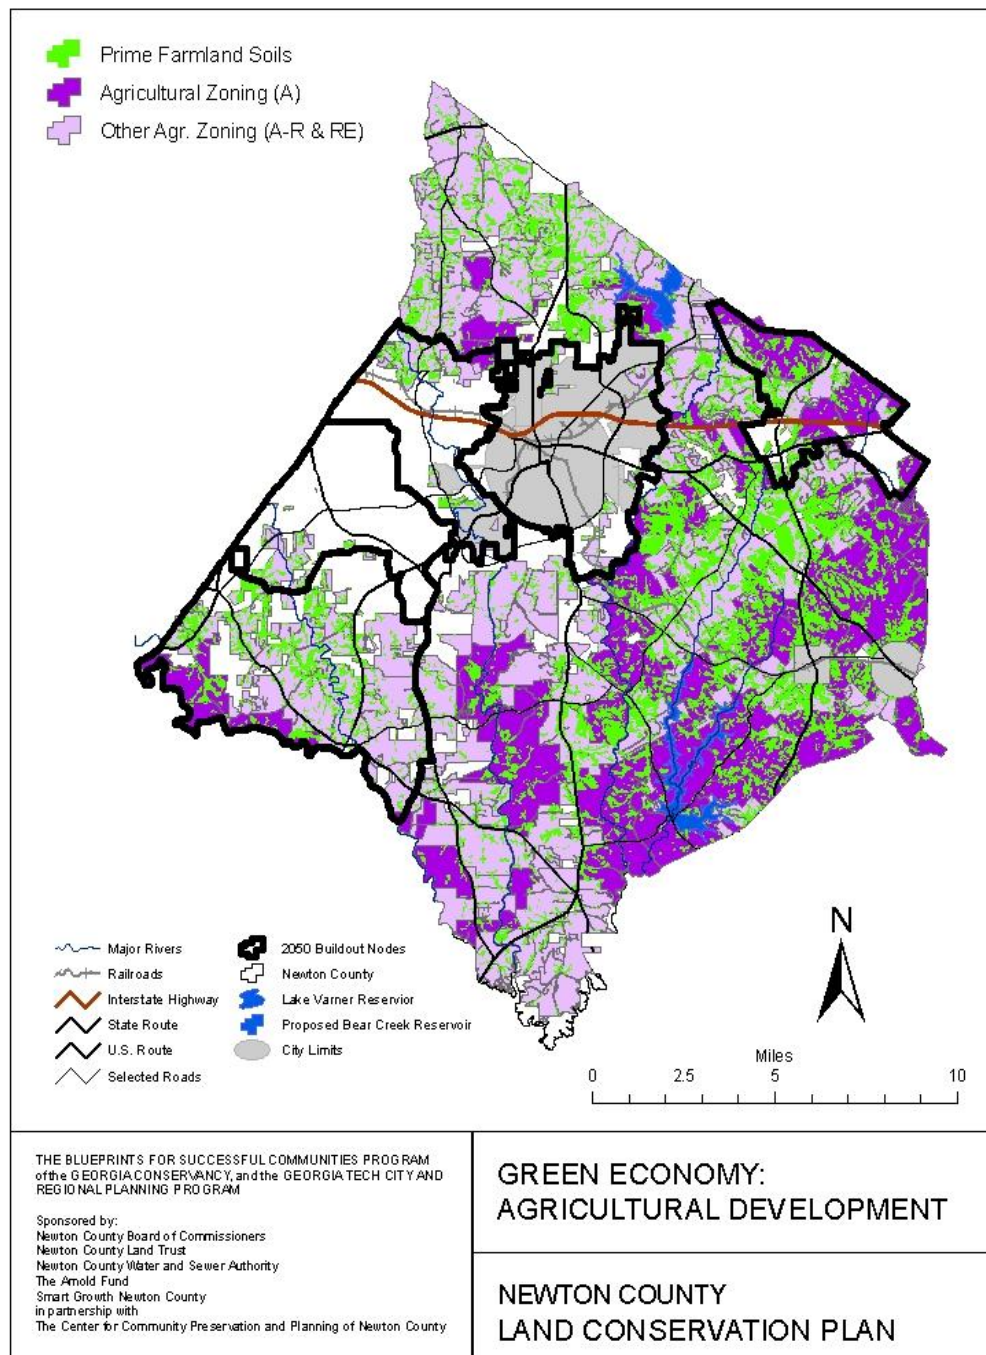 Prime Farmland Soils
Agricultural Zoning (A)
Other Agr. Zoning (A-R & RE)
Major Rivers
Railroads
Interstate Highway
State Route
U.S. Route
Selected Roads
2050 Buildout Nodes
Newton County
Lake Varner Reservior
Proposed Bear Creek Reservoir
City Limits
N
Miles
0 2.5 5 10
THE BLUEPRINTS FOR SUCCESSFUL COMMUNITIES PROGRAM
of the GEORGIA CONSERVANCY, and the GEORGIA TECH CITY AND
REGIONAL PLANNING PROGRAM
Sponsored by:
Newton County Board of Commissioners
Newton County Land Trust
Newton County Water and Sewer Authority
The Arnold Fund
Smart Growth Newton County
in partnership with
The Center for Community Preservation and Planning of Newton County
GREEN ECONOMY:
AGRICULTURAL DEVELOPMENT
NEWTON COUNTY
LAND CONSERVATION PLAN